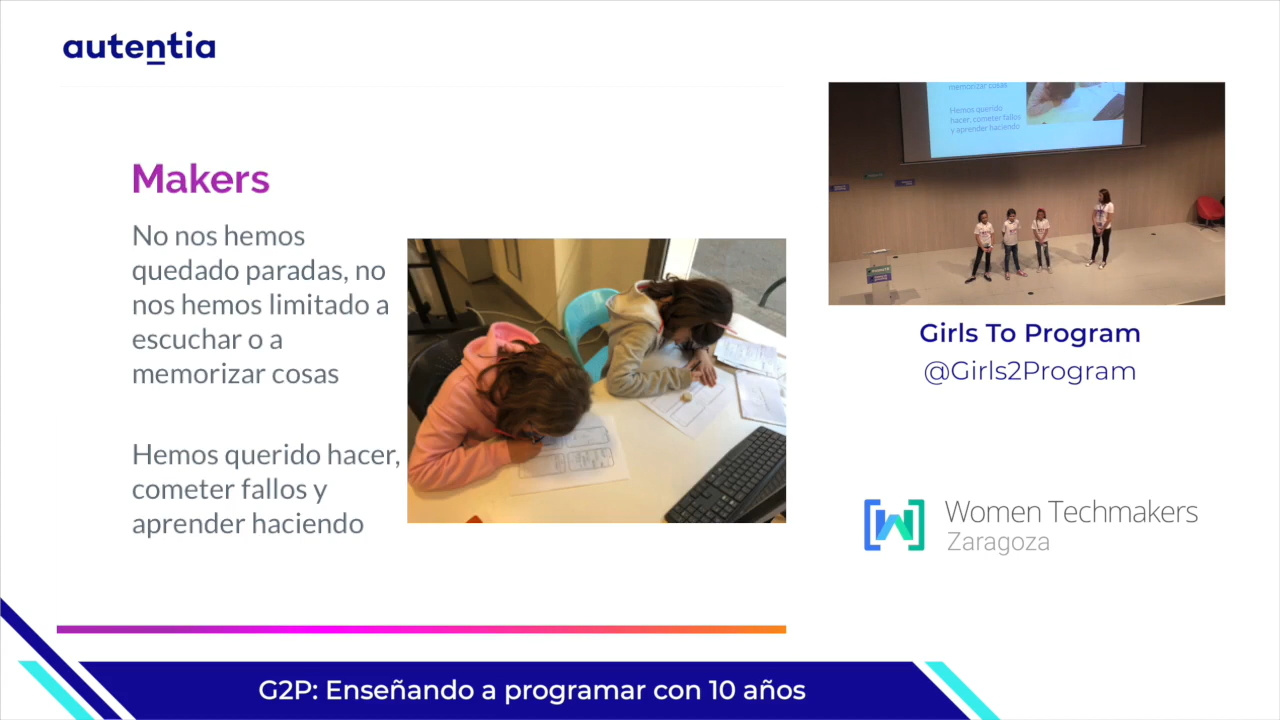 autentia
Makers
No nos hemos
quedado paradas, no
nos hemos limitado a
escuchar o a
memorizar cosas
Hemos querido hacer,
cometer fallos y
aprender haciendo
memorizar cosas
Hemos querido
hacer, cometer fallos
y aprender haciendo
Girls To Program
@Girls2Program
Women Techmakers
Zaragoza
G2P: Enseñando a programar con 10 años